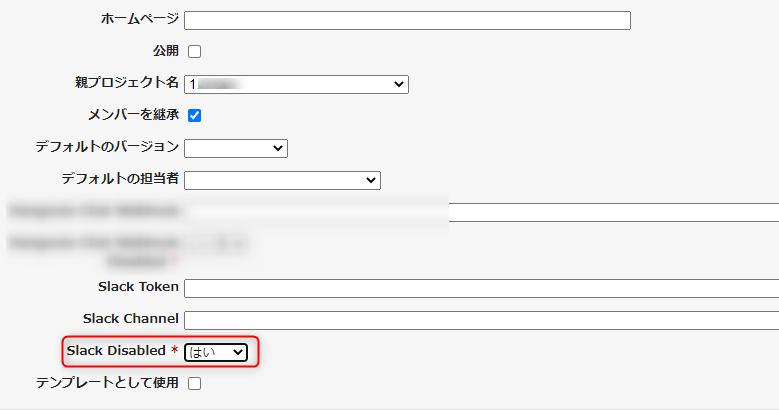 ホームページ
公開
親プロジェクト名 1
メンバーを継承
デフォルトのバージョン
デフォルトの担当者
Slack Token
Slack Channel
Slack Disabled * はい
テンプレートとして使用